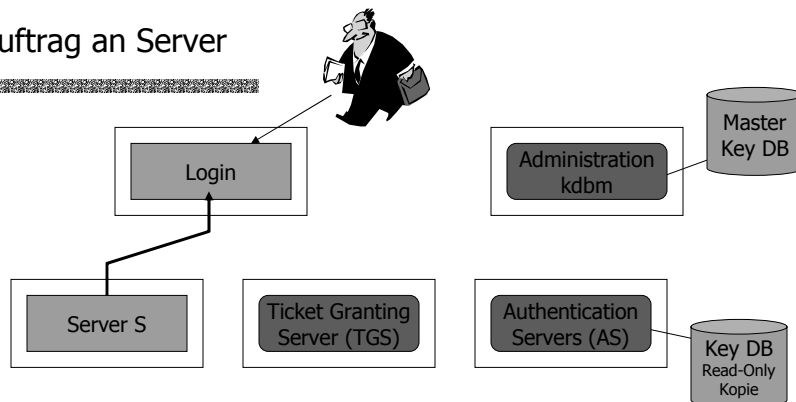 uftrag an Server
Login
Administration
kdbm
Master
Key DB
Server S
Ticket Granting
Server (TGS)
Authentication
Servers (AS)
Key DB
Read-Only
Kopie